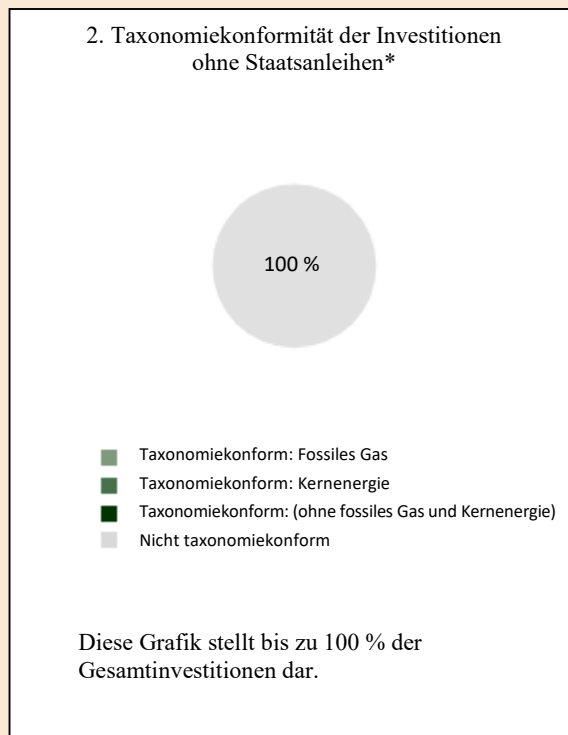 2. Taxonomiekonformität der Investitionen
ohne Staatsanleihen*
100 %
Taxonomiekonform: Fossiles Gas
Taxonomiekonform: Kernenergie
Taxonomiekonform: (ohne fossiles Gas und Kernenergie)
Nicht taxonomiekonform
Diese Grafik stellt bis zu 100 % der
Gesamtinvestitionen dar.